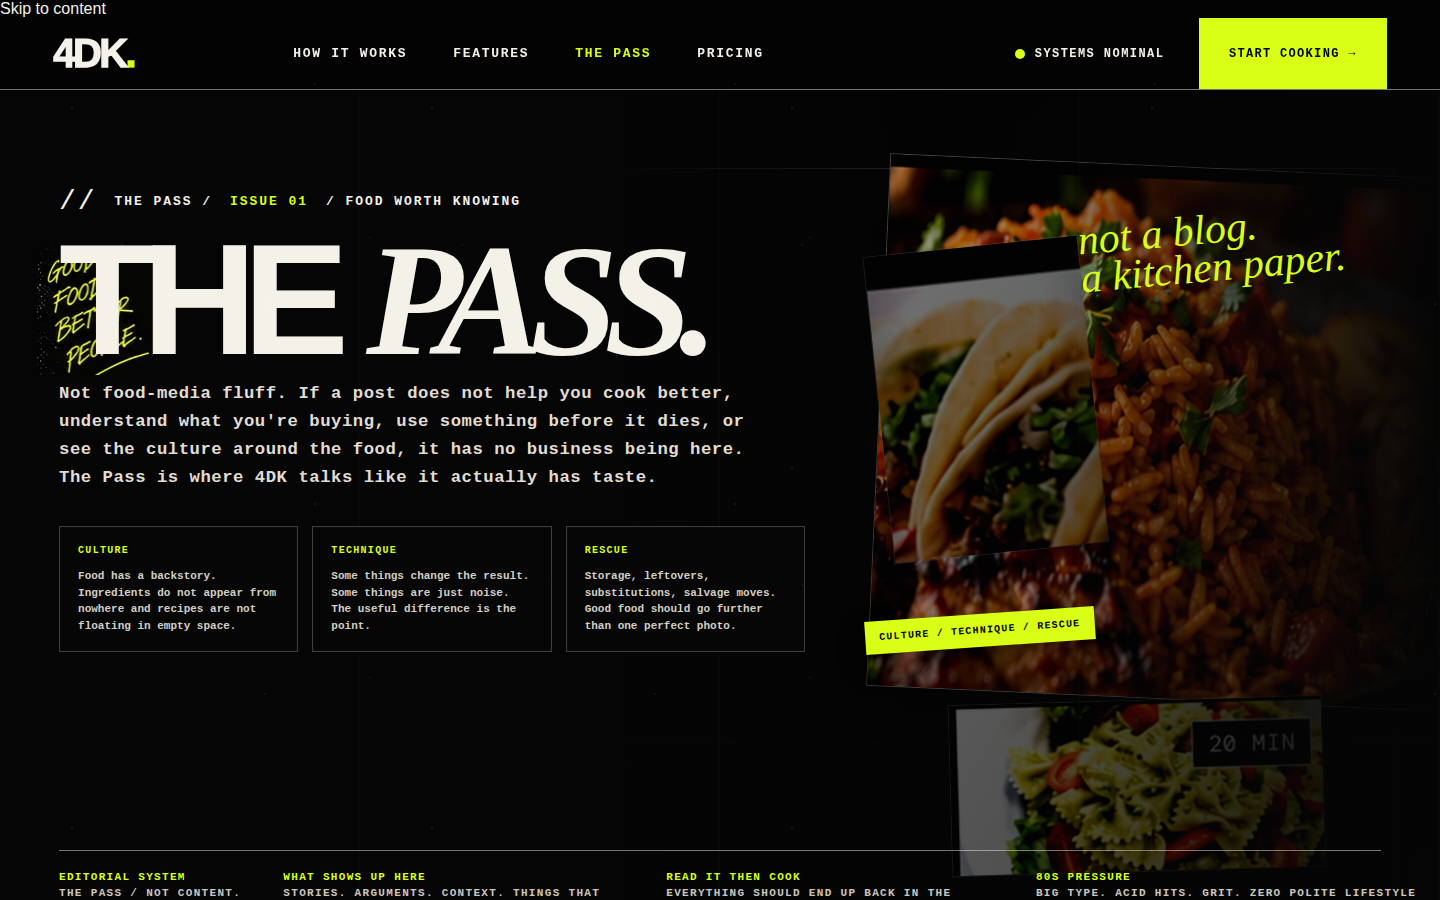 Skip to content
4DK.
HOW IT WORKS
FEATURES
THE PASS
PRICING
SYSTEMS NOMINAL
START COOKING →
// THE PASS / ISSUE 01 / FOOD WORTH KNOWING
THE PASS.
GOOD
FOOD
BETTER
PEOPLE.
not a blog.
a kitchen paper.
Not food-media fluff. If a post does not help you cook better,
understand what you're buying, use something before it dies, or
see the culture around the food, it has no business being here.
The Pass is where 4DK talks like it actually has taste.
CULTURE
Food has a backstory.
Ingredients do not appear from
nowhere and recipes are not
floating in empty space.
TECHNIQUE
Some things change the result.
Some things are just noise.
The useful difference is the
point.
RESCUE
Storage, leftovers,
substitutions, salvage moves.
Good food should go further
than one perfect photo.
CULTURE / TECHNIQUE / RESCUE
20 MIN
EDITORIAL SYSTEM
THE PASS / NOT CONTENT.
WHAT SHOWS UP HERE
STORIES. ARGUMENTS. CONTEXT. THINGS THAT
READ IT THEN COOK
EVERYTHING SHOULD END UP BACK IN THE
80S PRESSURE
BIG TYPE. ACID HITS. GRIT. ZERO POLITE LIFESTYLE